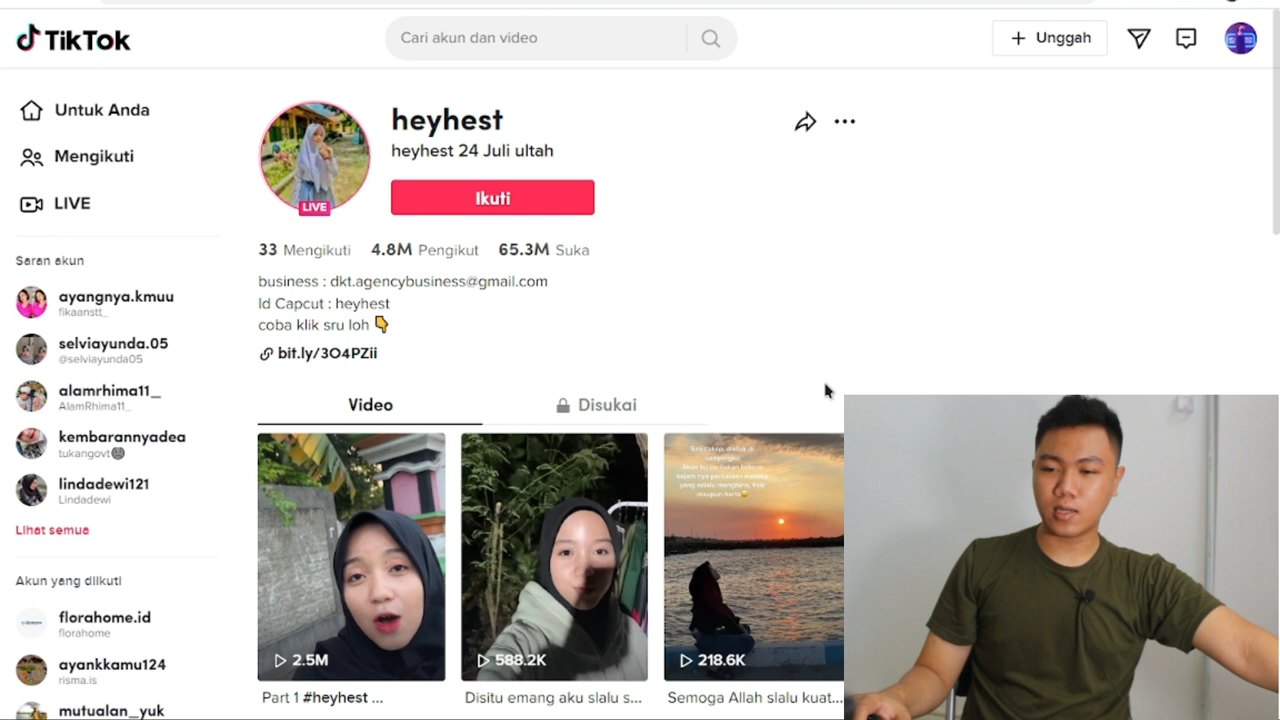 TikTok
Cari akun dan video
Unggah
Untuk Anda
Mengikuti
LIVE
Saran akun
ayangnya.kmuu
fikaanstt_
selviayunda.05
@selviayunda05
alamrhima11_
AlamRhima11_
kembarannyadea
tukangovt
lindadewi121
Lindadewi
Lihat semua
Akun yang diikuti
florahome.id
florahome
ayankkamu124
risma.is
mutualan_yuk
LIVE
heyhest
heyhest 24 Juli ultah
Ikuti
33 Mengikuti 4.8M Pengikut 65.3M Suka
business : dkt.agencybusiness@gmail.com
Id Capcut : heyhest
coba klik sru loh 👇
bit.ly/3O4PZii
Video
Disukai
2.5M
Part 1 #heyhest ...
588.2K
Disitu emang aku slalu s...
218.6K
Semoga Allah slalu kuat...